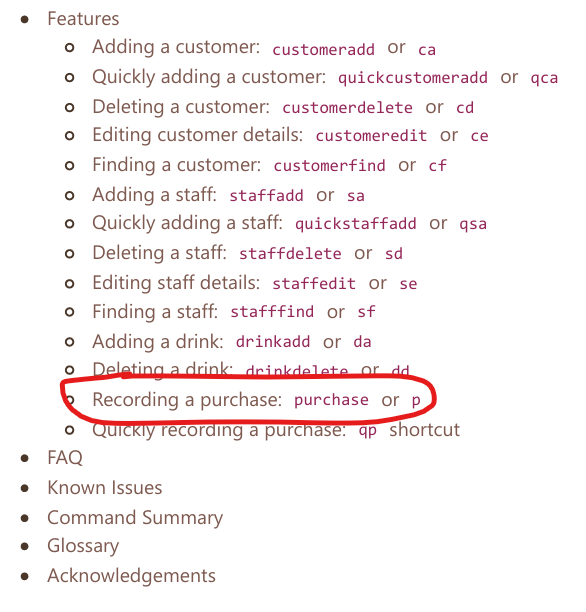 Features
Adding a customer: customeradd or ca
Quickly adding a customer: quickcustomeradd or qca
Deleting a customer: customerdelete or cd
Editing customer details: customeredit or ce
Finding a customer: customerfind or cf
Adding a staff: staffadd or sa
Quickly adding a staff: quickstaffadd or qsa
Deleting a staff: staffdelete or sd
Editing staff details: staffedit or se
Finding a staff: stafffind or sf
Adding a drink: drinkadd or da
Deleting a drink: drinkdelete or dd
Recording a purchase: purchase or p
Quickly recording a purchase: qp shortcut
FAQ
Known Issues
Command Summary
Glossary
Acknowledgements